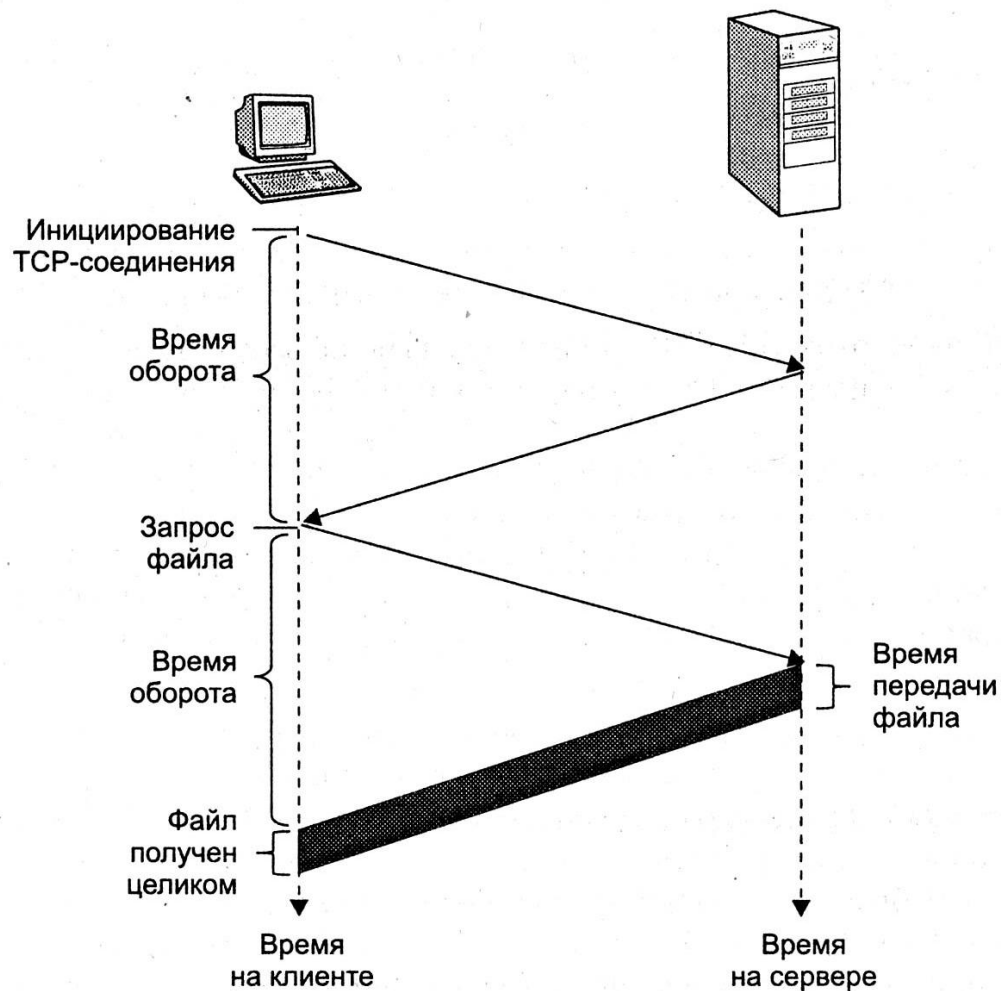 Инициирование
TCP-соединения
Время
оборота
Запрос
файла
Время
оборота
Время
передачи
файла
Файл
получен
целиком
Время
на клиенте
Время
на сервере